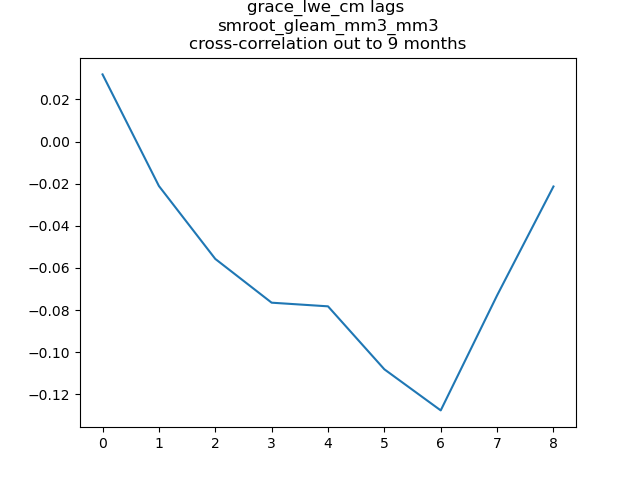 grace_lwe_cm lags
smroot_gleam_mm3_mm3
cross-correlation out to 9 months
0.02
0.00
−0.02
−0.04
−0.06
−0.08
−0.10
−0.12
0 1 2 3 4 5 6 7 8